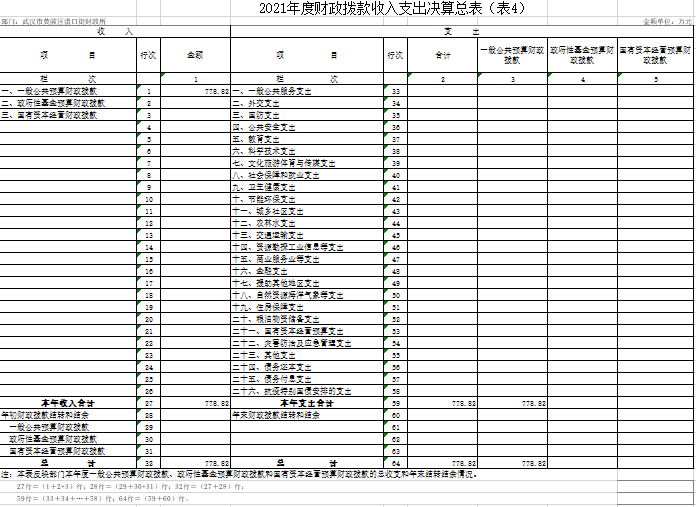 2021年度财政拨款收入支出决算总表（表4）
部门：武汉市黄陂区滠口街财政所 金额单位：万元
收 入 支 出
项 目 行次 金额 项 目 行次 合计 一般公共预算财政拨款 政府性基金预算财政拨款 国有资本经营预算财政拨款
栏 次 1 栏 次 2 3 4 5
一、一般公共预算财政拨款 1 778.82 一、一般公共服务支出 33
二、政府性基金预算财政拨款 2 二、外交支出 34
三、国有资本经营财政拨款 3 三、国防支出 35
4 四、公共安全支出 36
5 五、教育支出 37
6 六、科学技术支出 38
7 七、文化旅游体育与传媒支出 39
8 八、社会保障和就业支出 40
9 九、卫生健康支出 41
10 十、节能环保支出 42
11 十一、城乡社区支出 43
12 十二、农林水支出 44
13 十三、交通运输支出 45
14 十四、资源勘探工业信息等支出 46
15 十五、商业服务业等支出 47
16 十六、金融支出 48
17 十七、援助其他地区支出 49
18 十八、自然资源海洋气象等支出 50
19 十九、住房保障支出 51
20 二十、粮油物资储备支出 52
21 二十一、国有资本经营预算支出 53
22 二十二、灾害防治及应急管理支出 54
23 二十三、其他支出 55
24 二十四、债务还本支出 56
25 二十五、债务付息支出 57
26 二十六、抗疫特别国债安排的支出 58
本年收入合计 27 778.82 本年支出合计 59 778.82 778.82
年初财政拨款结转和结余 28 年末财政拨款结转和结余 60
一般公共预算财政拨款 29 61
政府性基金预算财政拨款 30 62
国有资本经营预算财政拨款 31 63
总 计 32 778.82 总 计 64 778.82 778.82
注：本表反映部门本年度一般公共预算财政拨款、政府性基金预算财政拨款和国有资本经营预算财政拨款的总收支和年末结转结余情况。
27行＝（1+2+3）行；28行＝（29+30+31）行；32行＝（27+28）行；
59行＝（33+34＋…+58）行；64行＝（59+60）行。